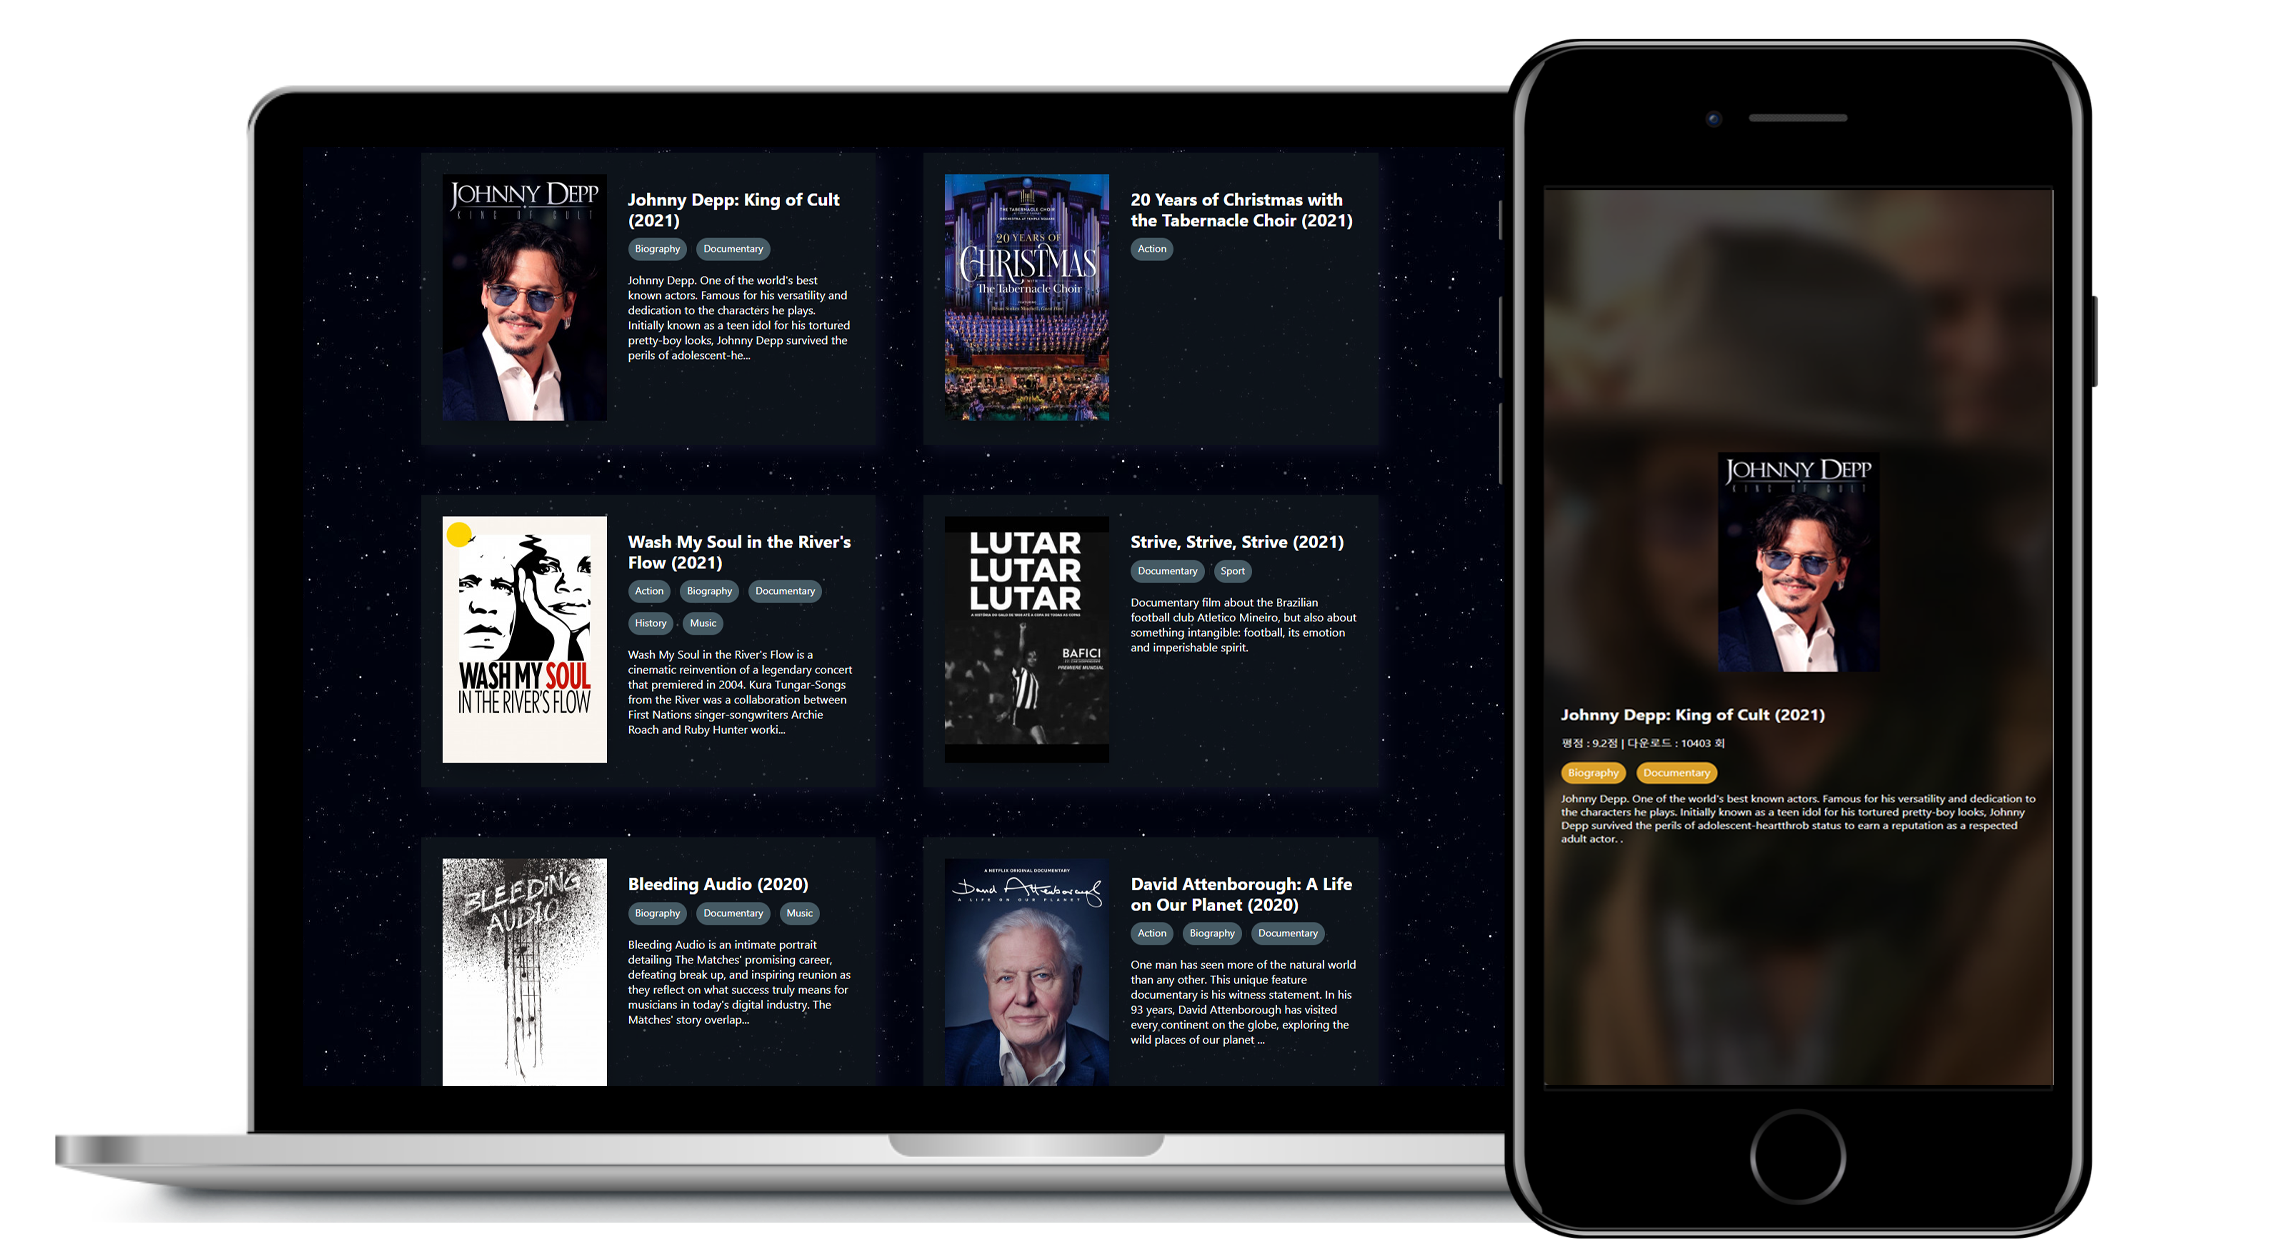 JOHNNY DEPP
KING OF CULT
Johnny Depp: King of Cult
(2021)
Biography
Documentary
Johnny Depp. One of the world's best
known actors. Famous for his versatility and
dedication to the characters he plays.
Initially known as a teen idol for his tortured
pretty-boy looks, Johnny Depp survived the
perils of adolescent-he...
THE TABERNACLE CHOIR
20 YEARS OF
CHRISTMAS
WITH
The Tabernacle Choir
20 Years of Christmas with
the Tabernacle Choir (2021)
Action
WASH MY SOUL
IN THE RIVER'S FLOW
Wash My Soul in the River's
Flow (2021)
Action
Biography
Documentary
History
Music
Wash My Soul in the River's Flow is a
cinematic reinvention of a legendary concert
that premiered in 2004. Kura Tungar-Songs
from the River was a collaboration between
First Nations singer-songwriters Archie
Roach and Ruby Hunter worki...
LUTAR
LUTAR
LUTAR
BAFICI
PREMIERE MUNDIAL
Strive, Strive, Strive (2021)
Documentary
Sport
Documentary film about the Brazilian
football club Atletico Mineiro, but also about
something intangible: football, its emotion
and imperishable spirit.
BLEEDING
AUDIO
Bleeding Audio (2020)
Biography
Documentary
Music
Bleeding Audio is an intimate portrait
detailing The Matches' promising career,
defeating break up, and inspiring reunion as
they reflect on what success truly means for
musicians in today's digital industry. The
Matches' story overlap...
A NETFLIX ORIGINAL DOCUMENTARY
David Attenborough
A LIFE ON OUR PLANET
David Attenborough: A Life
on Our Planet (2020)
Action
Biography
Documentary
One man has seen more of the natural world
than any other. This unique feature
documentary is his witness statement. In his
93 years, David Attenborough has visited
every continent on the globe, exploring the
wild places of our planet ...
JOHNNY DEPP
KING OF CULT
Johnny Depp: King of Cult (2021)
평점 : 9.2점 | 다운로드 : 10403 회
Biography
Documentary
Johnny Depp. One of the world's best known actors. Famous for his versatility and dedication to
the characters he plays. Initially known as a teen idol for his tortured pretty-boy looks, Johnny
Depp survived the perils of adolescent-heartthrob status to earn a reputation as a respected
adult actor. .